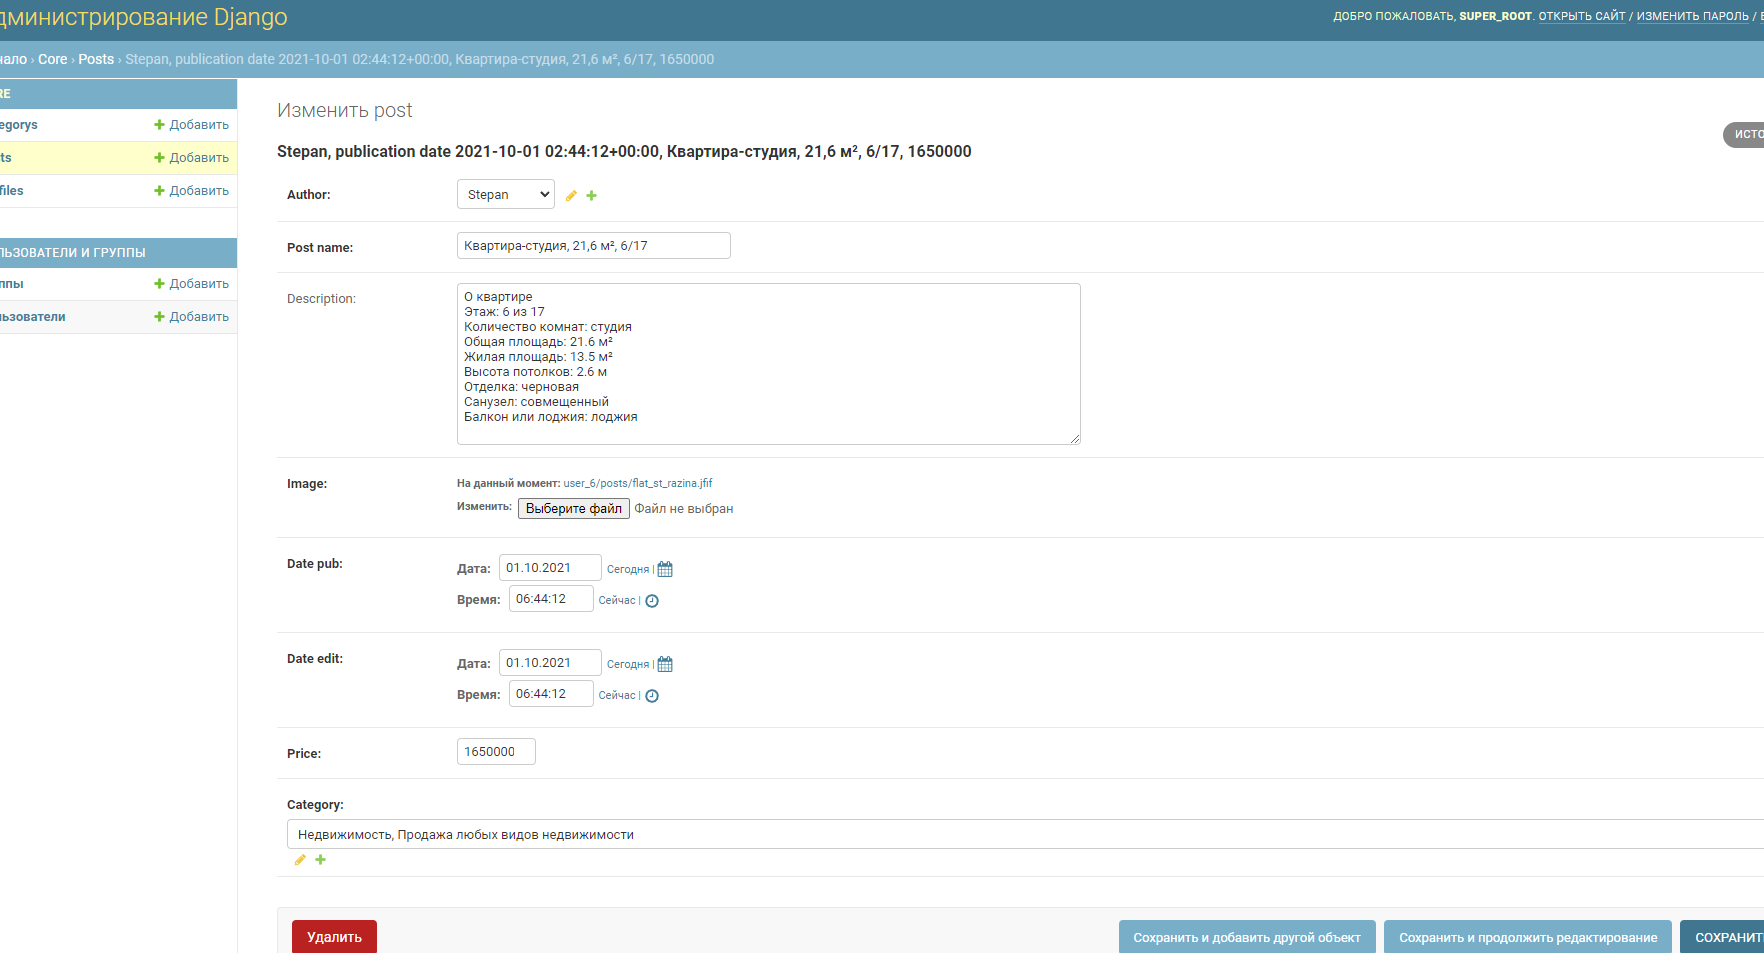 дминистрирование Django
ДОБРО ПОЖАЛОВАТЬ, SUPER_ROOT. ОТКРЫТЬ САЙТ / ИЗМЕНИТЬ ПАРОЛЬ /
чало › Core › Posts › Stepan, publication date 2021-10-01 02:44:12+00:00, Квартира-студия, 21,6 м², 6/17, 1650000
RE
egorys Добавить
ts Добавить
files Добавить
ЛЬЗОВАТЕЛИ И ГРУППЫ
ппы Добавить
льзователи Добавить
Изменить post
ИСТО
Stepan, publication date 2021-10-01 02:44:12+00:00, Квартира-студия, 21,6 м², 6/17, 1650000
Author: Stepan
Post name: Квартира-студия, 21,6 м², 6/17
Description:
О квартире
Этаж: 6 из 17
Количество комнат: студия
Общая площадь: 21.6 м²
Жилая площадь: 13.5 м²
Высота потолков: 2.6 м
Отделка: черновая
Санузел: совмещенный
Балкон или лоджия: лоджия
Image: На данный момент: user_6/posts/flat_st_razina.jfif
Изменить: Выберите файл Файл не выбран
Date pub: Дата: 01.10.2021 Сегодня |
Время: 06:44:12 Сейчас |
Date edit: Дата: 01.10.2021 Сегодня |
Время: 06:44:12 Сейчас |
Price: 1650000
Category:
Недвижимость, Продажа любых видов недвижимости
Удалить Сохранить и добавить другой объект Сохранить и продолжить редактирование СОХРАНИТ